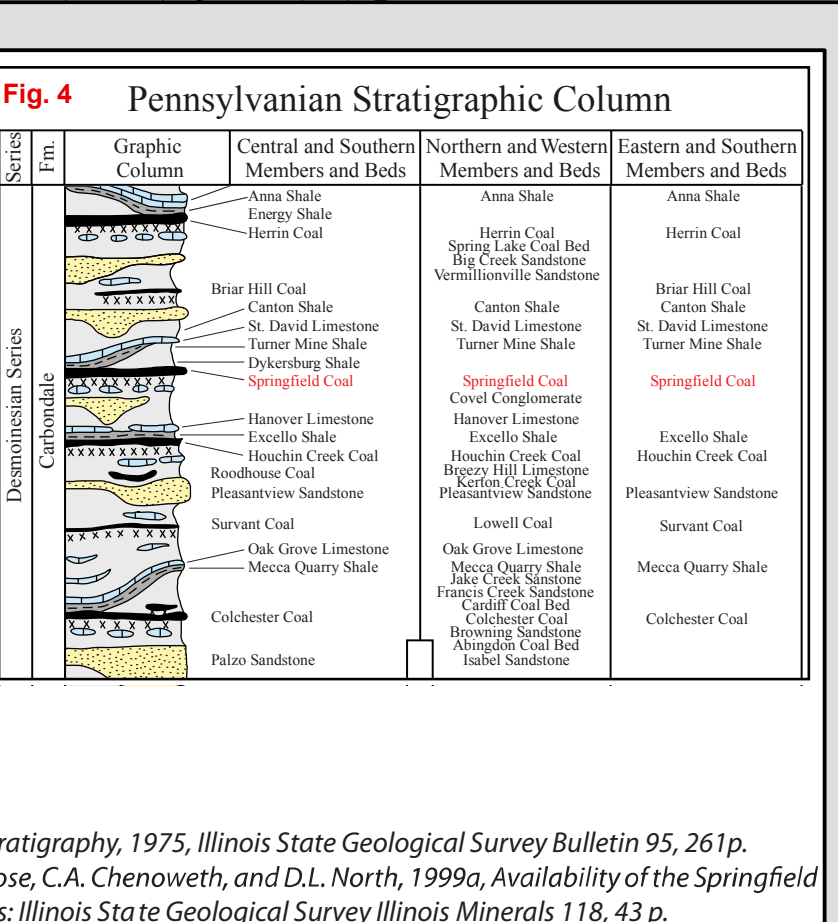 Fig. 4
Pennsylvanian Stratigraphic Column
Series
Fm.
Graphic Column
Central and Southern Members and Beds
Northern and Western Members and Beds
Eastern and Southern Members and Beds
Desmoinesian Series
Carbondale
Anna Shale
Energy Shale
Herrin Coal
Briar Hill Coal
Canton Shale
St. David Limestone
Turner Mine Shale
Dykersburg Shale
Springfield Coal
Hanover Limestone
Excello Shale
Houchin Creek Coal
Roodhouse Coal
Pleasantview Sandstone
Survant Coal
Oak Grove Limestone
Mecca Quarry Shale
Colchester Coal
Palzo Sandstone
Anna Shale
Herrin Coal
Spring Lake Coal Bed
Big Creek Sandstone
Vermillionville Sandstone
Canton Shale
St. David Limestone
Turner Mine Shale
Springfield Coal
Covel Conglomerate
Hanover Limestone
Excello Shale
Houchin Creek Coal
Breezy Hill Limestone
Kerton Creek Coal
Pleasantview Sandstone
Lowell Coal
Oak Grove Limestone
Mecca Quarry Shale
Jake Creek Sanstone
Francis Creek Sandstone
Cardiff Coal Bed
Colchester Coal
Browning Sandstone
Abingdon Coal Bed
Isabel Sandstone
Anna Shale
Herrin Coal
Briar Hill Coal
Canton Shale
St. David Limestone
Turner Mine Shale
Springfield Coal
Excello Shale
Houchin Creek Coal
Pleasantview Sandstone
Survant Coal
Mecca Quarry Shale
Colchester Coal
ratigraphy, 1975, Illinois State Geological Survey Bulletin 95, 261p.
ose, C.A. Chenoweth, and D.L. North, 1999a, Availability of the Springfield
s: Illinois State Geological Survey Illinois Minerals 118, 43 p.